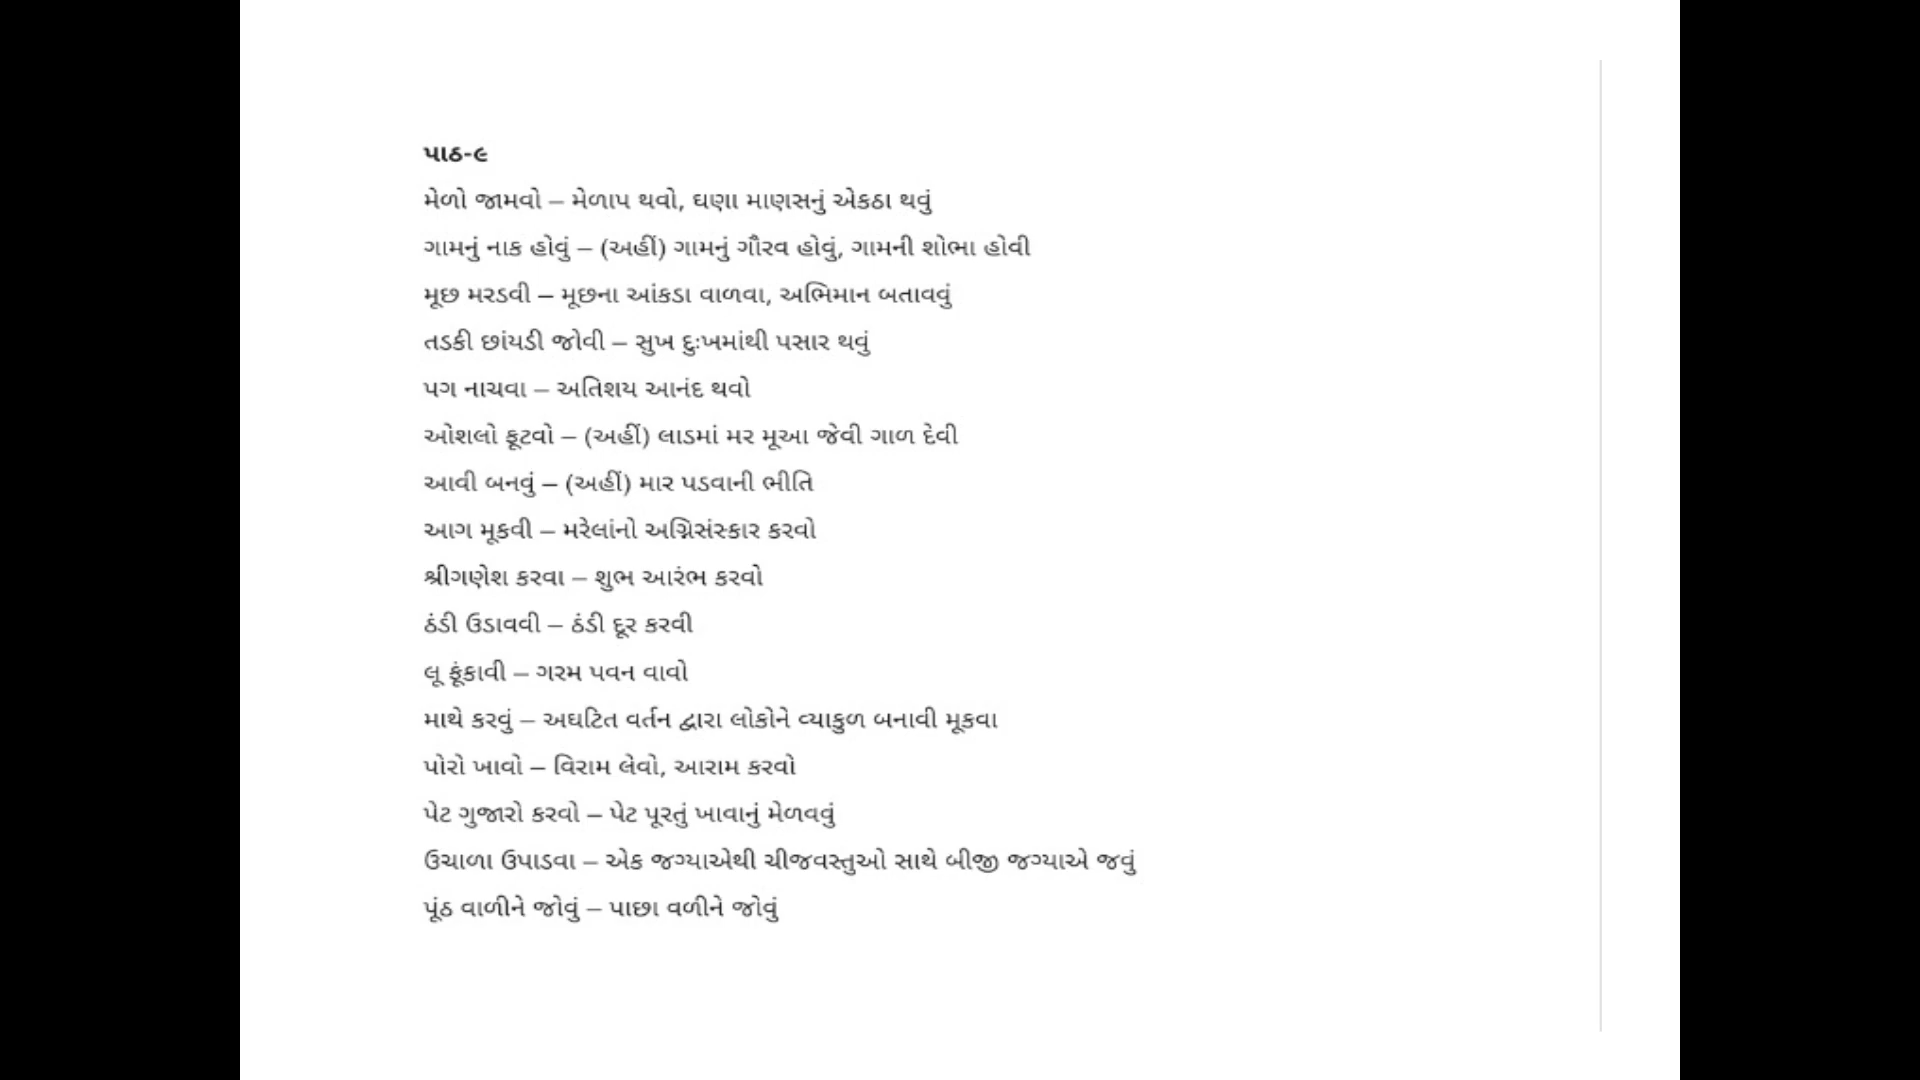 પાઠ-૯
મેળો જામવો – મેળાપ થવો, ઘણા માણસનું એકઠા થવું
ગામનું નાક હોવું – (અહીં) ગામનું ગૌરવ હોવું, ગામની શોભા હોવી
મૂછ મરડવી – મૂછના આંકડા વાળવા, અભિમાન બતાવવું
તડકી છાંયડી જોવી – સુખ દુઃખમાંથી પસાર થવું
પગ નાચવા – અતિશય આનંદ થવો
ઓશલો ફૂટવો – (અહીં) લાડમાં મર મૂઆ જેવી ગાળ દેવી
આવી બનવું – (અહીં) માર પડવાની ભીતિ
આગ મૂકવી – મરેલાંનો અગ્નિસંસ્કાર કરવો
શ્રીગણેશ કરવા – શુભ આરંભ કરવો
ઠંડી ઉડાવવી – ઠંડી દૂર કરવી
લૂ ફૂંકાવી – ગરમ પવન વાવો
માથે કરવું – અઘટિત વર્તન દ્વારા લોકોને વ્યાકુળ બનાવી મૂકવા
પોરો ખાવો – વિરામ લેવો, આરામ કરવો
પેટ ગુજારો કરવો – પેટ પૂરતું ખાવાનું મેળવવું
ઉચાળા ઉપાડવા – એક જગ્યાએથી ચીજવસ્તુઓ સાથે બીજી જગ્યાએ જવું
પૂંઠ વાળીને જોવું – પાછા વળીને જોવું